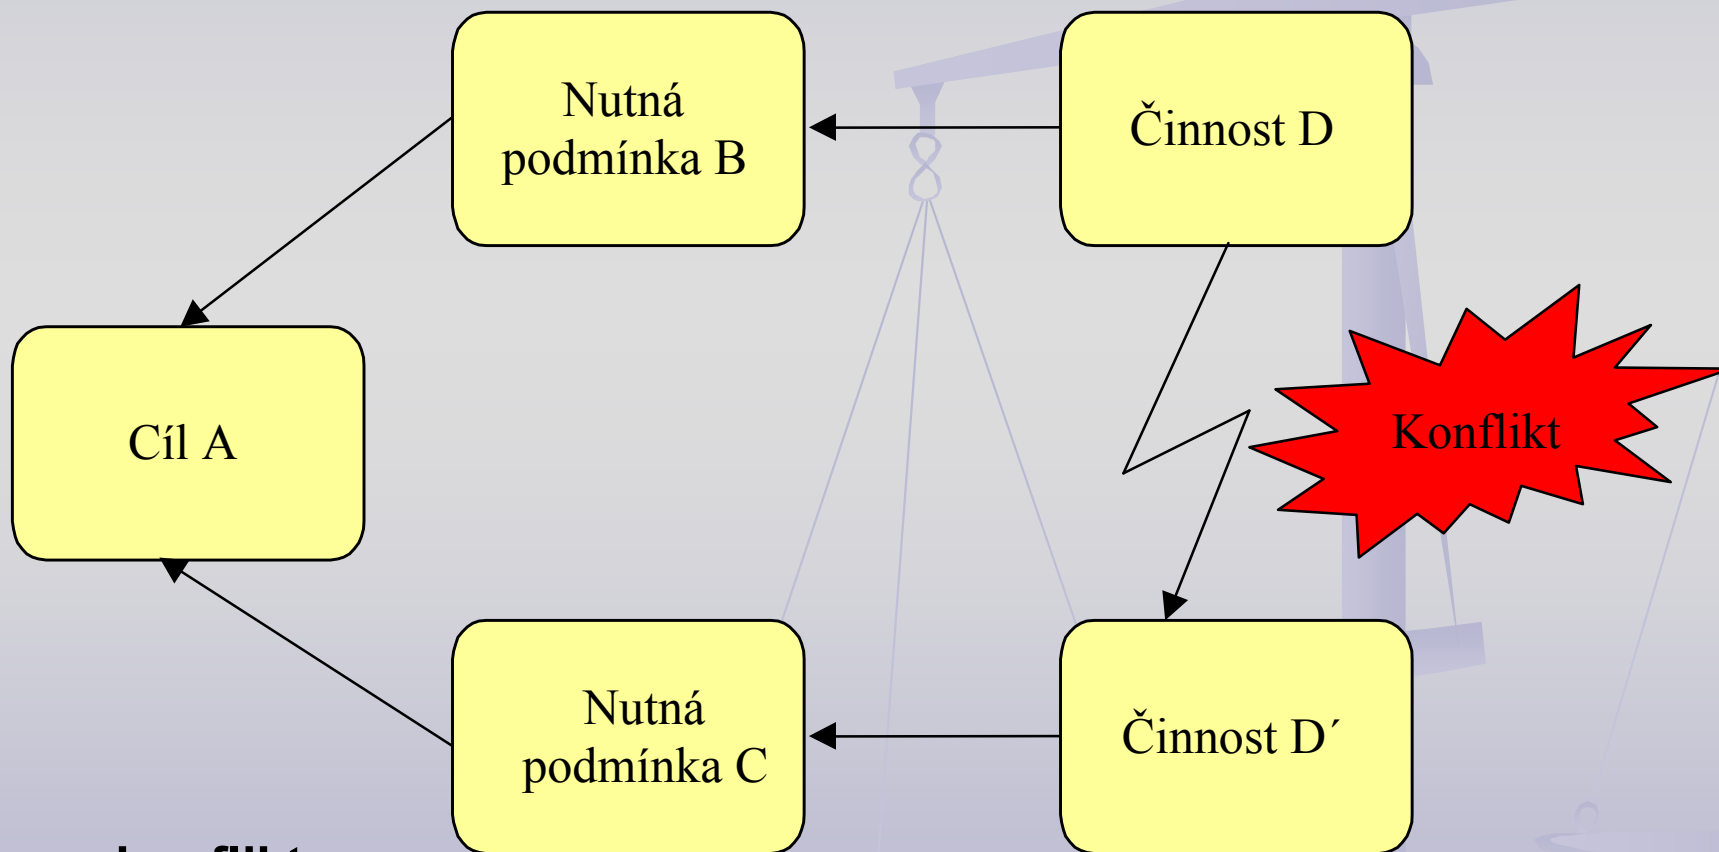 Nutná
podmínka B
Činnost D
Cíl A
Konflikt
Nutná
podmínka C
Činnost D´